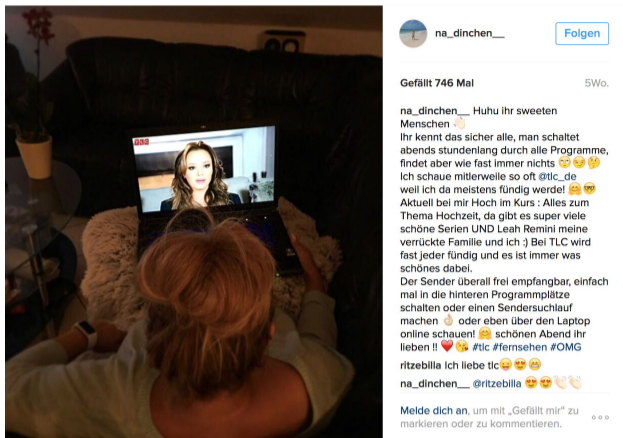 TLC
na_dinchen__
Folgen
Gefällt 746 Mal
5Wo.
na_dinchen__ Huhu ihr sweeten
Menschen 👋🏻
Ihr kennt das sicher alle, man schaltet
abends stundenlang durch alle Programme,
findet aber wie fast immer nichts 🙄😏🤔
Ich schaue mitlerweile so oft @tlc_de
weil ich da meistens fündig werde! 🤗🤓
Aktuell bei mir Hoch im Kurs : Alles zum
Thema Hochzeit, da gibt es super viele
schöne Serien UND Leah Remini meine
verrückte Familie und ich :) Bei TLC wird
fast jeder fündig und es ist immer was
schönes dabei.
Der Sender überall frei empfangbar, einfach
mal in die hinteren Programmplätze
schalten oder einen Sendersuchlauf
machen 👌🏻 oder eben über den Laptop
online schauen! 🤗 schönen Abend ihr
lieben !! ❤️😘 #tlc #fernsehen #OMG
ritzebilla Ich liebe tlc😛😍😁
na_dinchen__ @ritzebilla 😍😍👏🏻👏🏻
Melde dich an, um mit „Gefällt mir“ zu
markieren oder zu kommentieren.